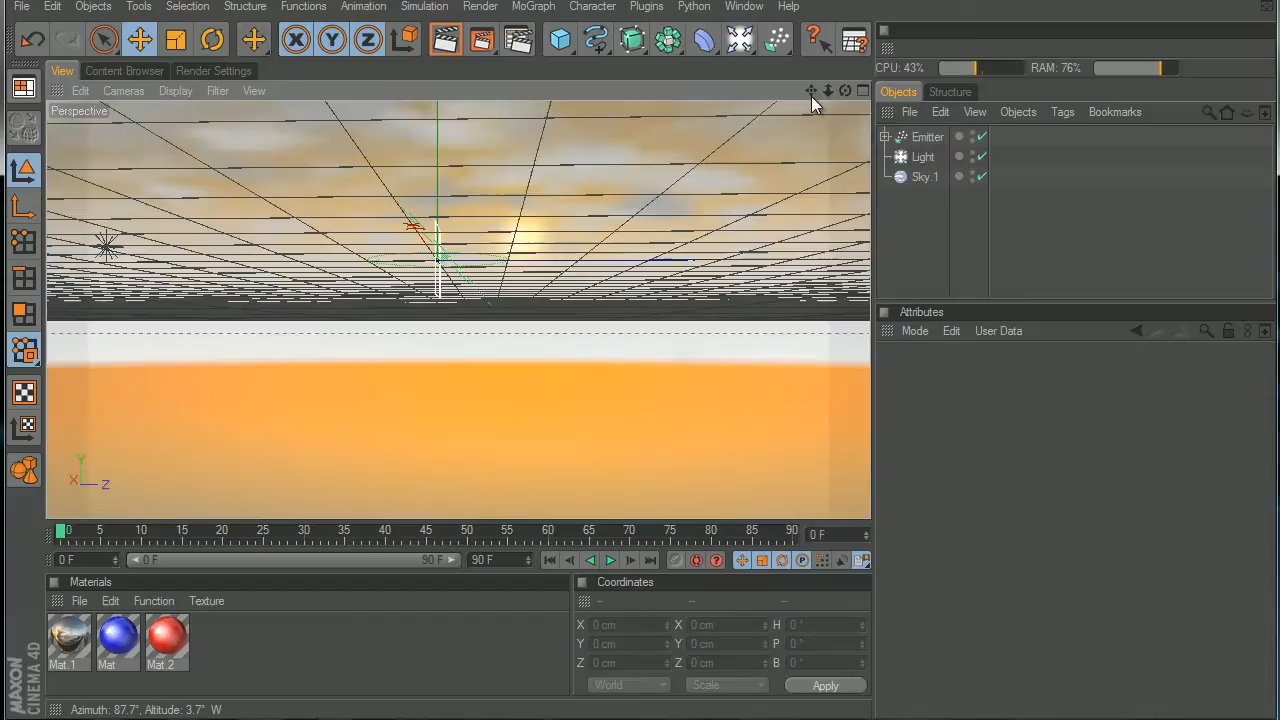 File Edit Objects Tools Selection Structure Functions Animation Simulation Render MoGraph Character Plugins Python Window Help
X Y Z
CPU: 43% RAM: 76%
View Content Browser Render Settings
Objects Structure
Edit Cameras Display Filter View
File Edit View Objects Tags Bookmarks
Perspective
Emitter
Light
Sky.1
Attributes
Mode Edit User Data
Y
X Z
0 5 10 15 20 25 30 35 40 45 50 55 60 65 70 75 80 85 90 0 F
0 F 0 F 90 F 90 F
Materials
Coordinates
File Edit Function Texture
X 0 cm X 0 cm H 0 °
Y 0 cm Y 0 cm P 0 °
Z 0 cm Z 0 cm B 0 °
Mat.1 Mat Mat.2
World Scale Apply
MAXON
CINEMA 4D
Azimuth: 87.7°, Altitude: 3.7° W